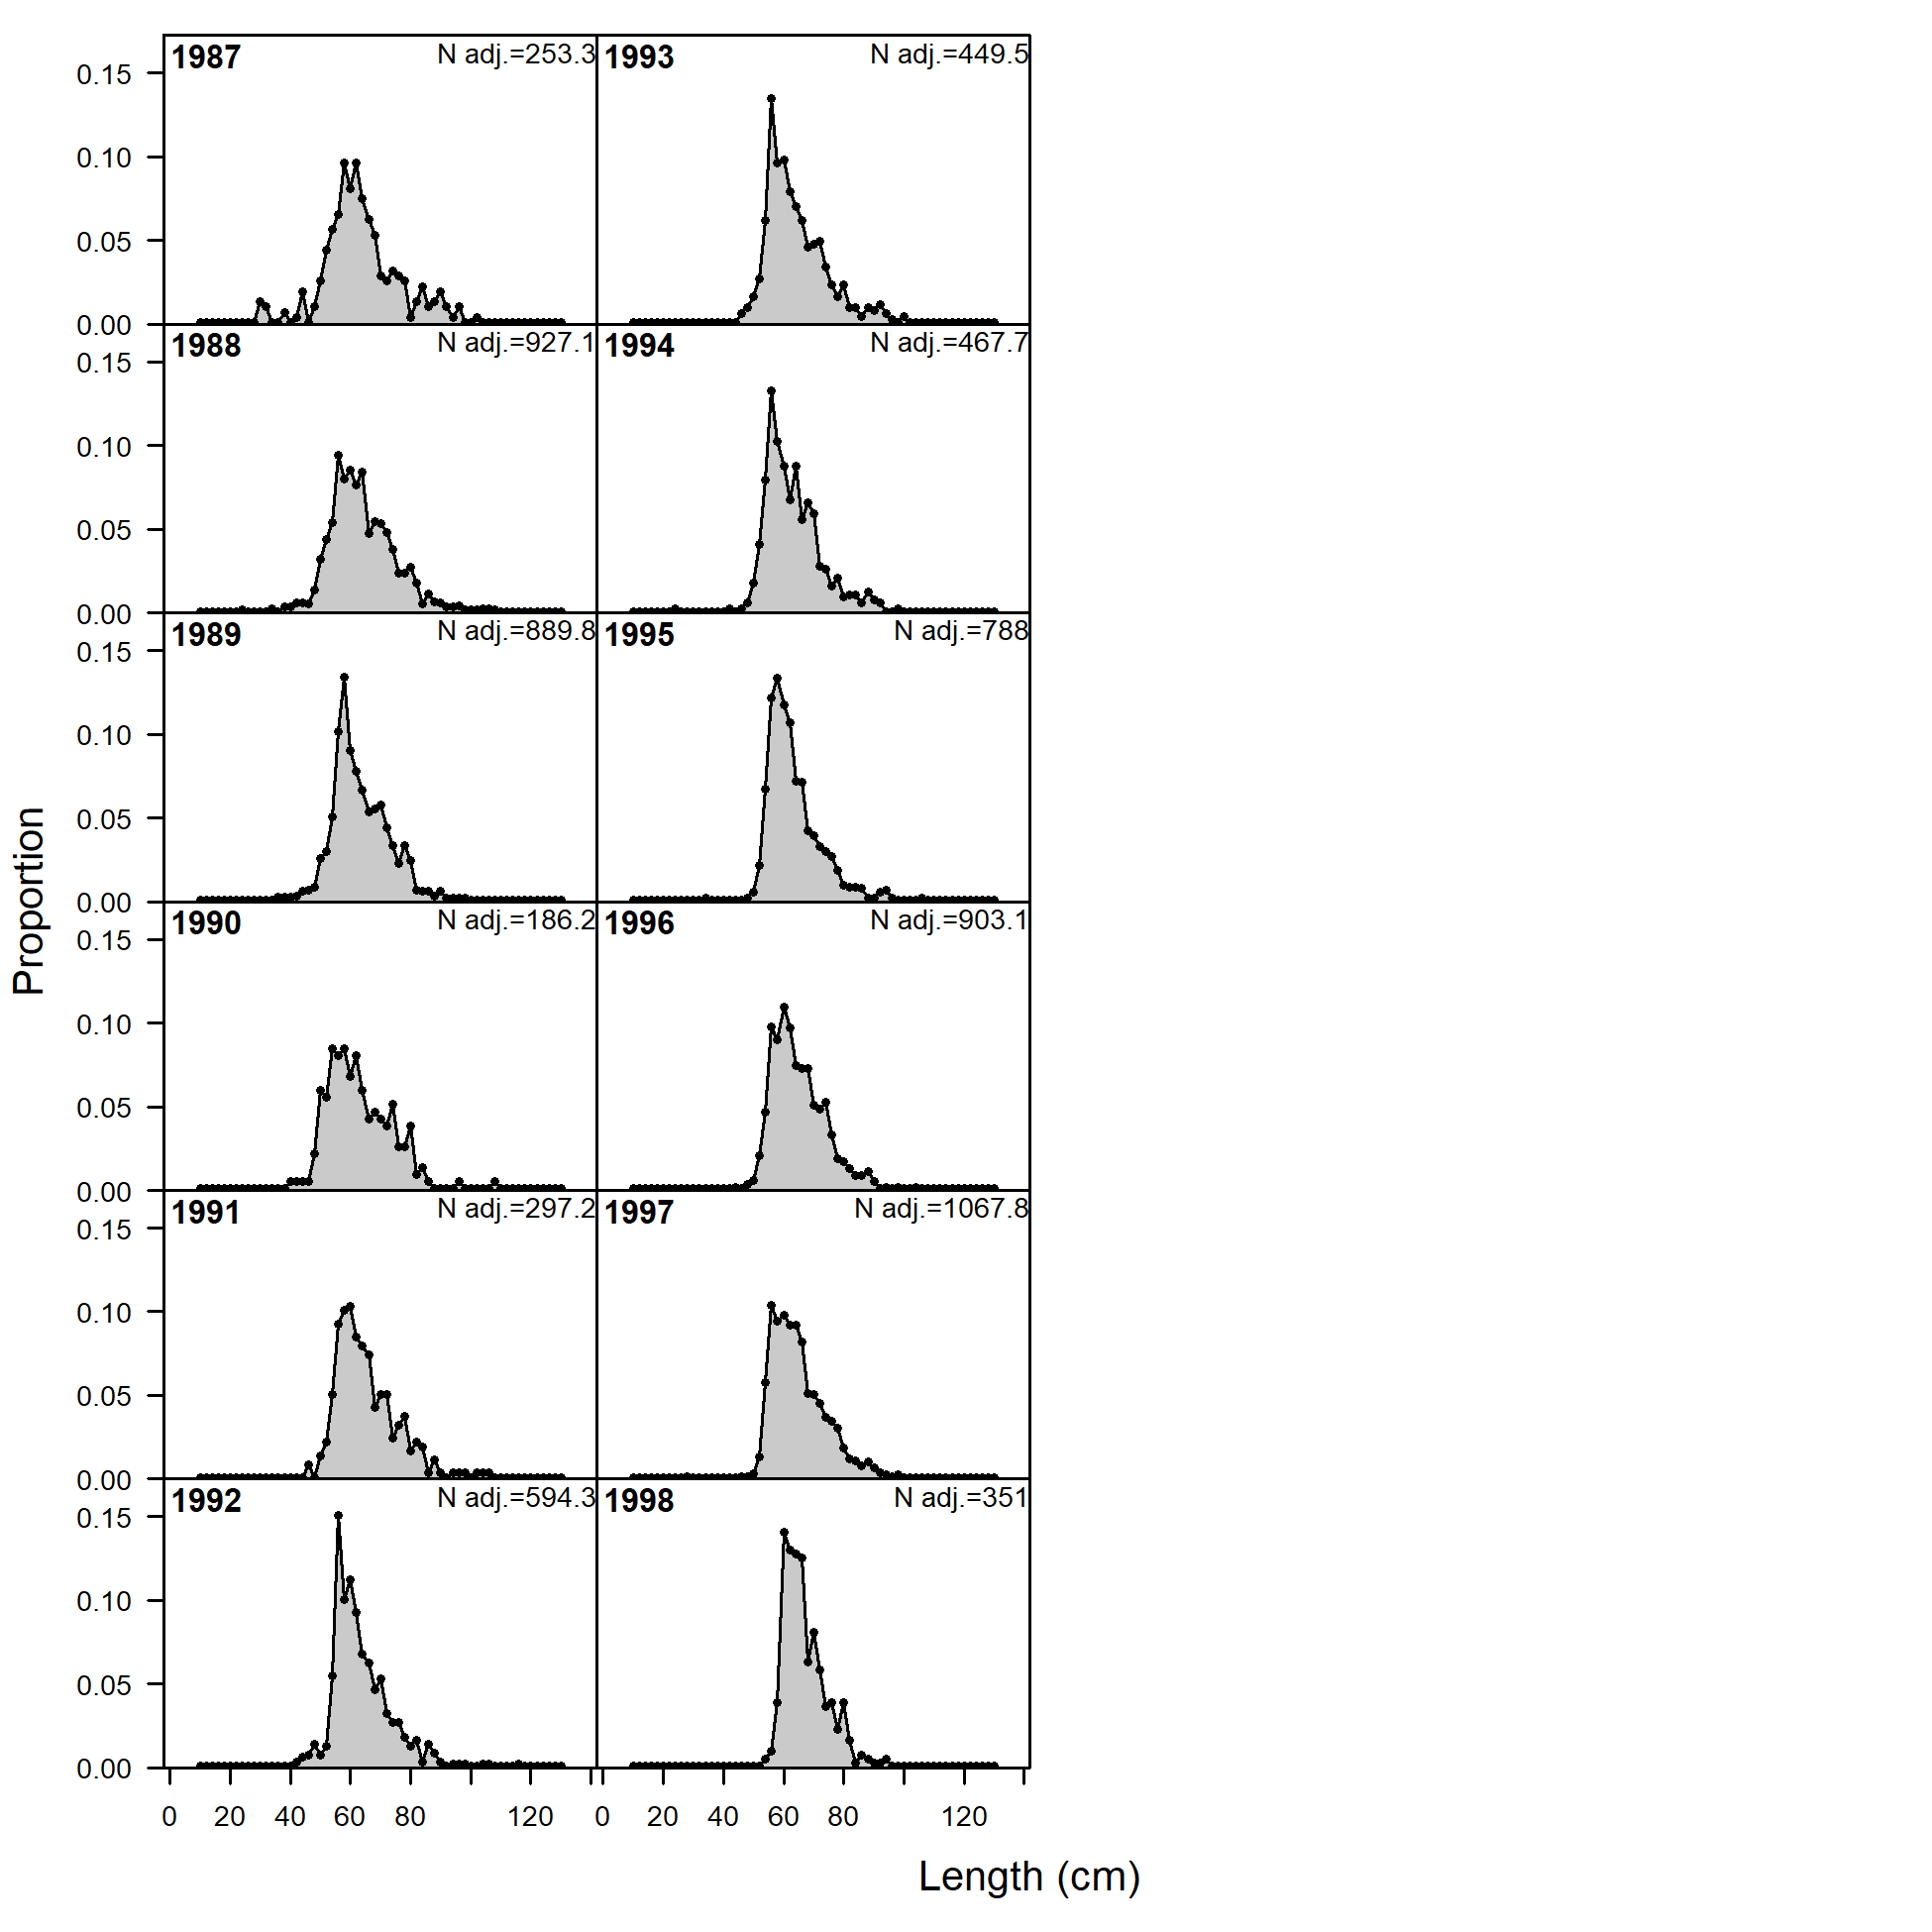 1987 N adj.=253.3 1993 N adj.=449.5
0.15
0.10
0.05
0.00
1988 N adj.=927.1 1994 N adj.=467.7
0.15
0.10
0.05
0.00
1989 N adj.=889.8 1995 N adj.=788
0.15
0.10
0.05
0.00
1990 N adj.=186.2 1996 N adj.=903.1
0.15
0.10
0.05
0.00
1991 N adj.=297.2 1997 N adj.=1067.8
0.15
0.10
0.05
0.00
1992 N adj.=594.3 1998 N adj.=351
0.15
0.10
0.05
0.00
Proportion
0 20 40 60 80 120 0 20 40 60 80 120
Length (cm)